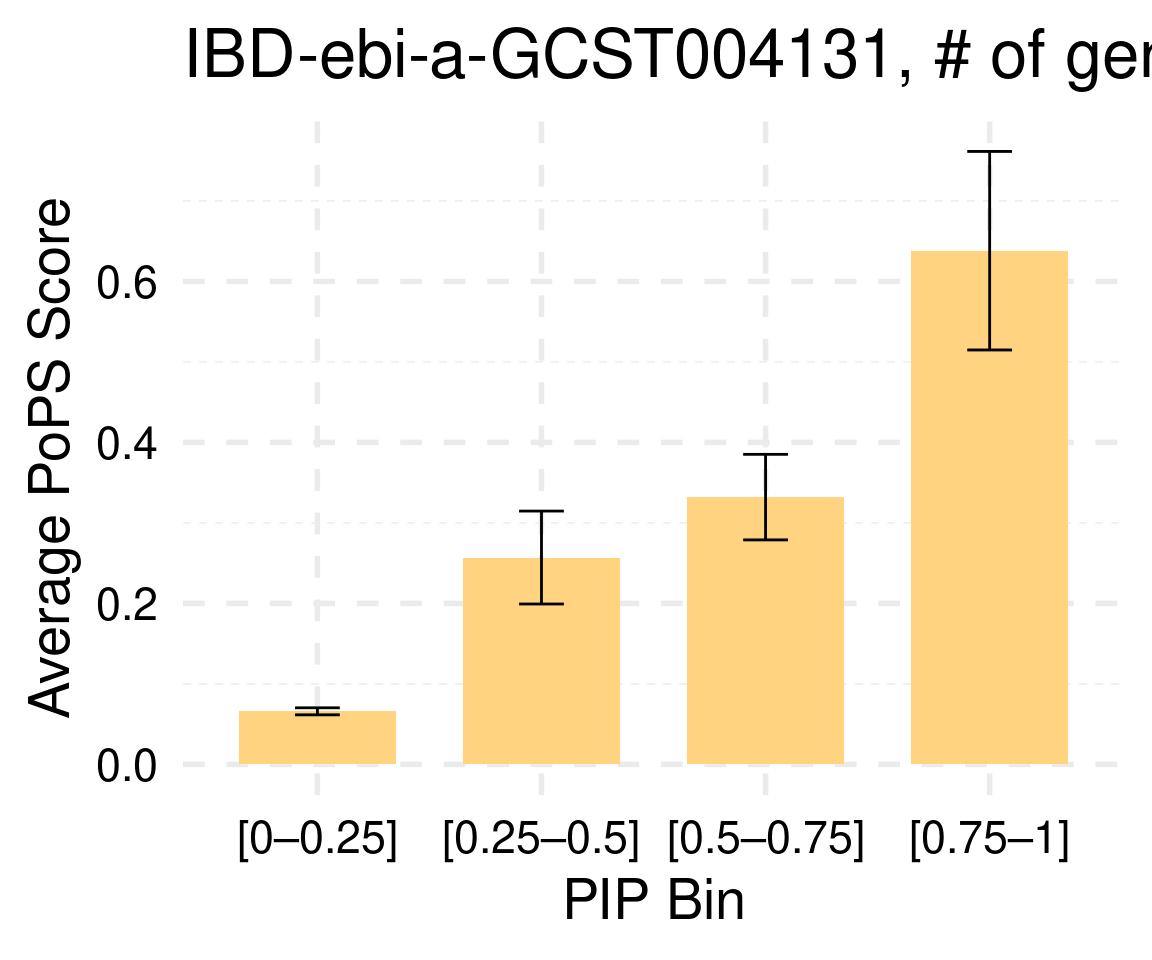 IBD-ebi-a-GCST004131, # of ger
Average PoPS Score
0.6
0.4
0.2
0.0
[0–0.25] [0.25–0.5] [0.5–0.75] [0.75–1]
PIP Bin